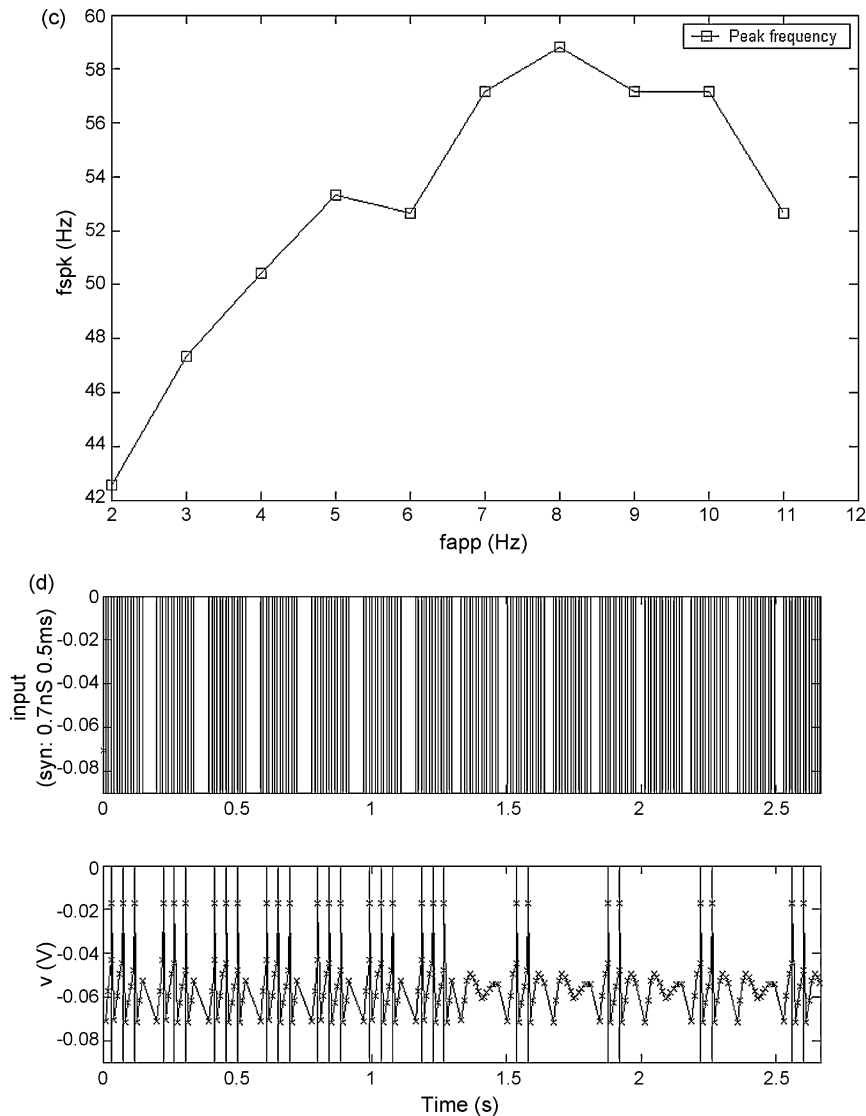 (c)
60
58
56
54
52
50
48
46
44
42
fspk (Hz)
Peak frequency
2 3 4 5 6 7 8 9 10 11 12
fapp (Hz)
(d)
0
-0.02
-0.04
-0.06
-0.08
input
(syn: 0.7nS 0.5ms)
0 0.5 1 1.5 2 2.5
0
-0.02
-0.04
-0.06
-0.08
v (V)
0 0.5 1 1.5 2 2.5
Time (s)